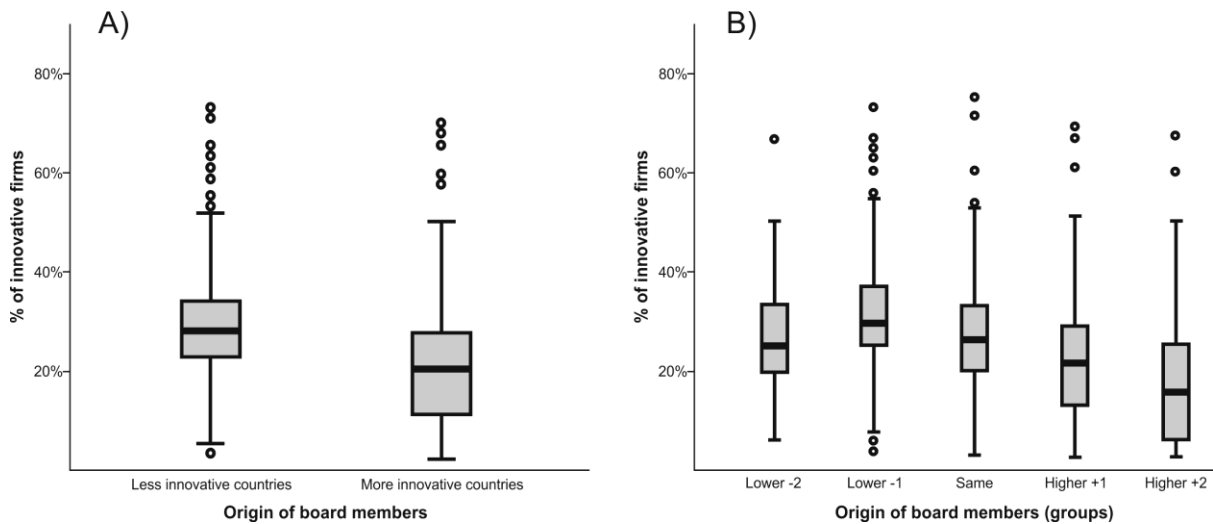 A)
% of innovative firms
80%
60%
40%
20%
Less innovative countries
More innovative countries
Origin of board members
B)
% of innovative firms
80%
60%
40%
20%
Lower -2
Lower -1
Same
Higher +1
Higher +2
Origin of board members (groups)